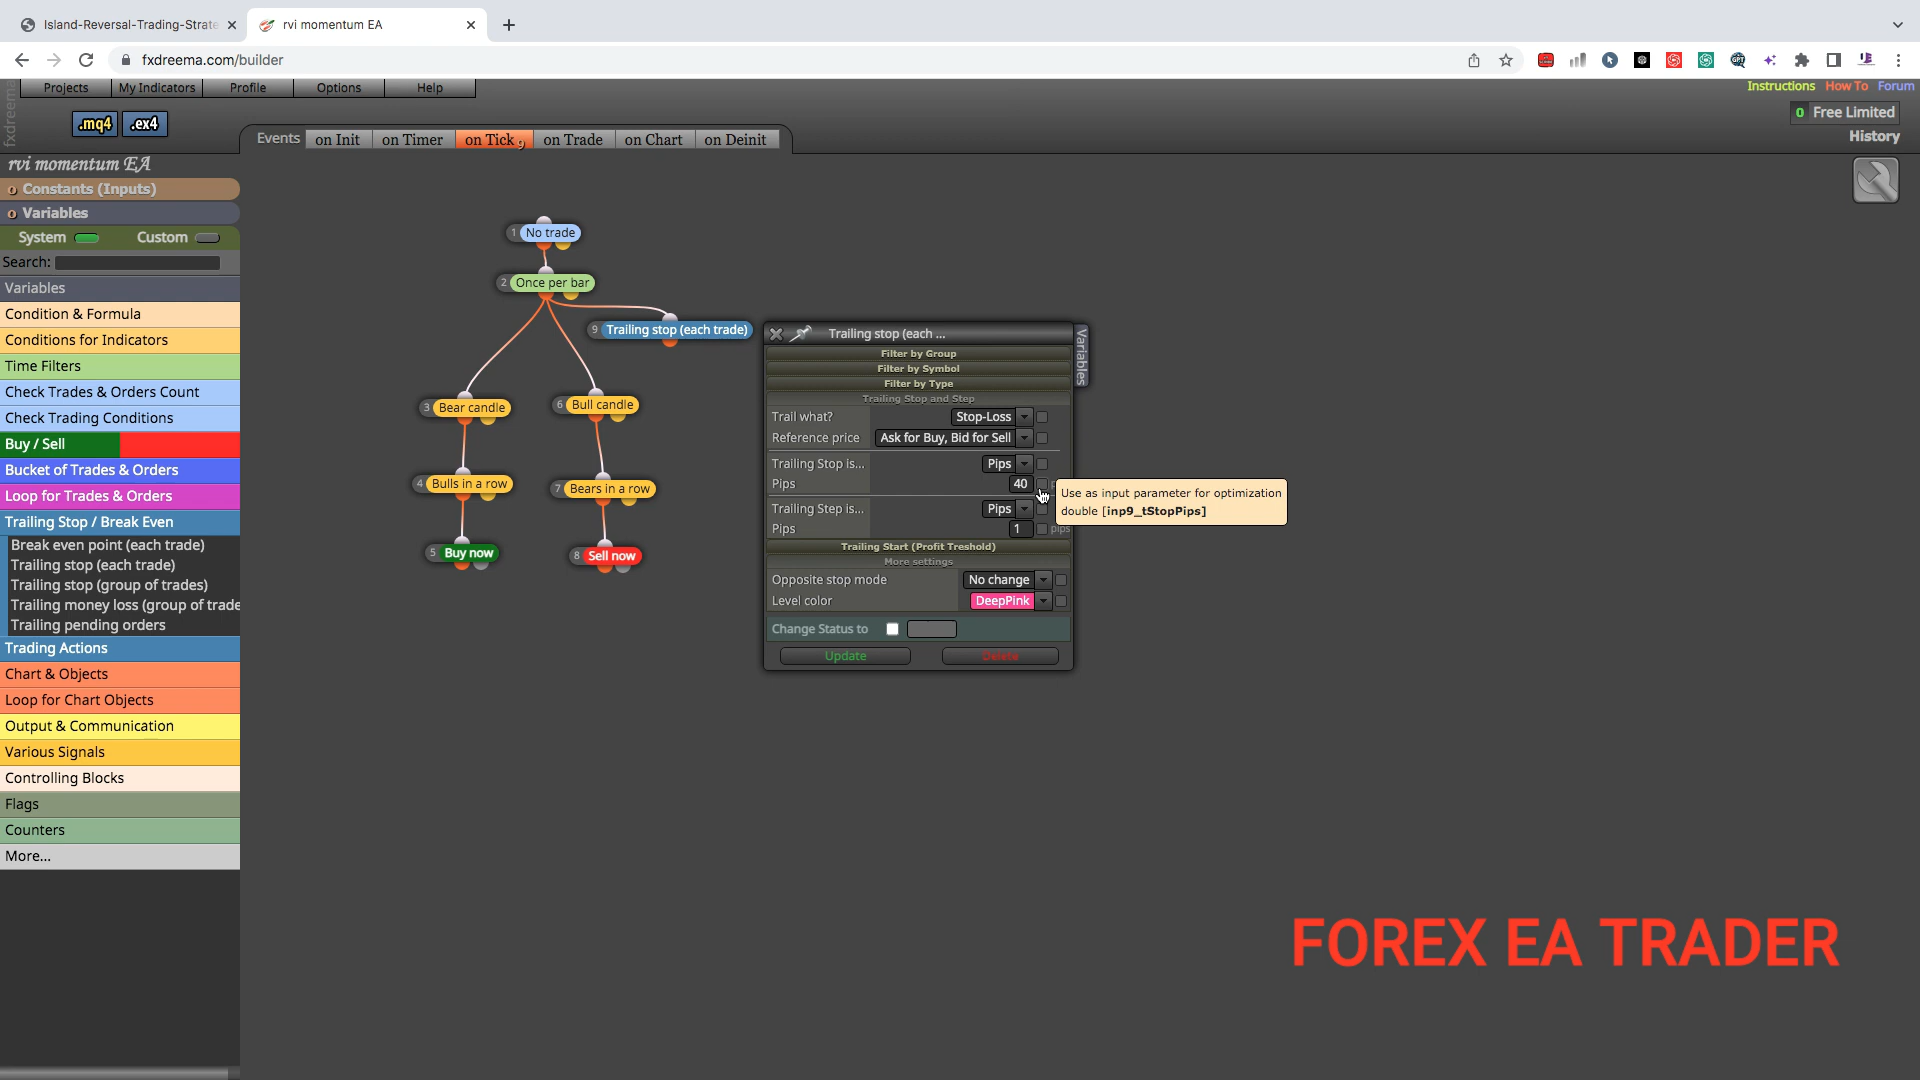 Island-Reversal-Trading-Strate
rvi momentum EA
fxdreema.com/builder
Projects
My Indicators
Profile
Options
Help
Instructions How To Forum
fxdreema
.mq4 .ex4
0 Free Limited
History
Events on Init on Timer on Tick 9 on Trade on Chart on Deinit
rvi momentum EA
o Constants (Inputs)
o Variables
System Custom
Search:
Variables
Condition & Formula
Conditions for Indicators
Time Filters
Check Trades & Orders Count
Check Trading Conditions
Buy / Sell
Bucket of Trades & Orders
Loop for Trades & Orders
Trailing Stop / Break Even
Break even point (each trade)
Trailing stop (each trade)
Trailing stop (group of trades)
Trailing money loss (group of trade
Trailing pending orders
Trading Actions
Chart & Objects
Loop for Chart Objects
Output & Communication
Various Signals
Controlling Blocks
Flags
Counters
More...
1 No trade
2 Once per bar
9 Trailing stop (each trade)
3 Bear candle
6 Bull candle
4 Bulls in a row
7 Bears in a row
5 Buy now
8 Sell now
Trailing stop (each ...
Variables
Filter by Group
Filter by Symbol
Filter by Type
Trailing Stop and Step
Trail what? Stop-Loss
Reference price Ask for Buy, Bid for Sell
Trailing Stop is... Pips
Pips 40
Trailing Step is... Pips
Pips 1 pips
Trailing Start (Profit Treshold)
More settings
Opposite stop mode No change
Level color DeepPink
Change Status to
Update Delete
Use as input parameter for optimization
double [inp9_tStopPips]
FOREX EA TRADER